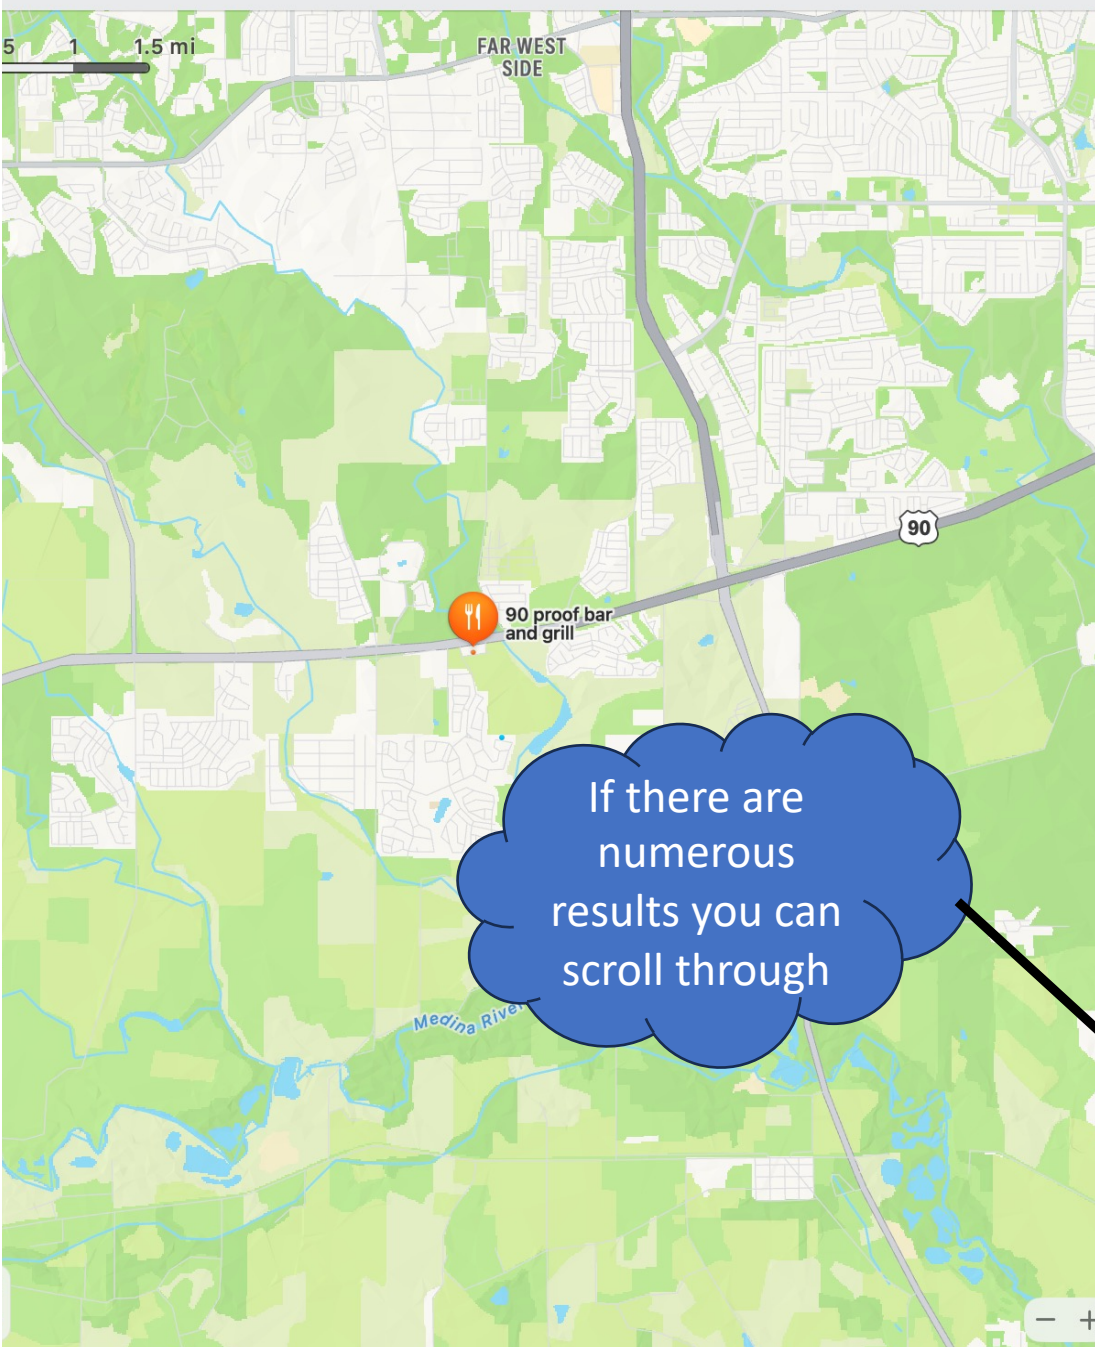 5 1 1.5 mi
FAR WEST
SIDE
90
90 proof bar
and grill
If there are
numerous
results you can
scroll through
Medina River
− +